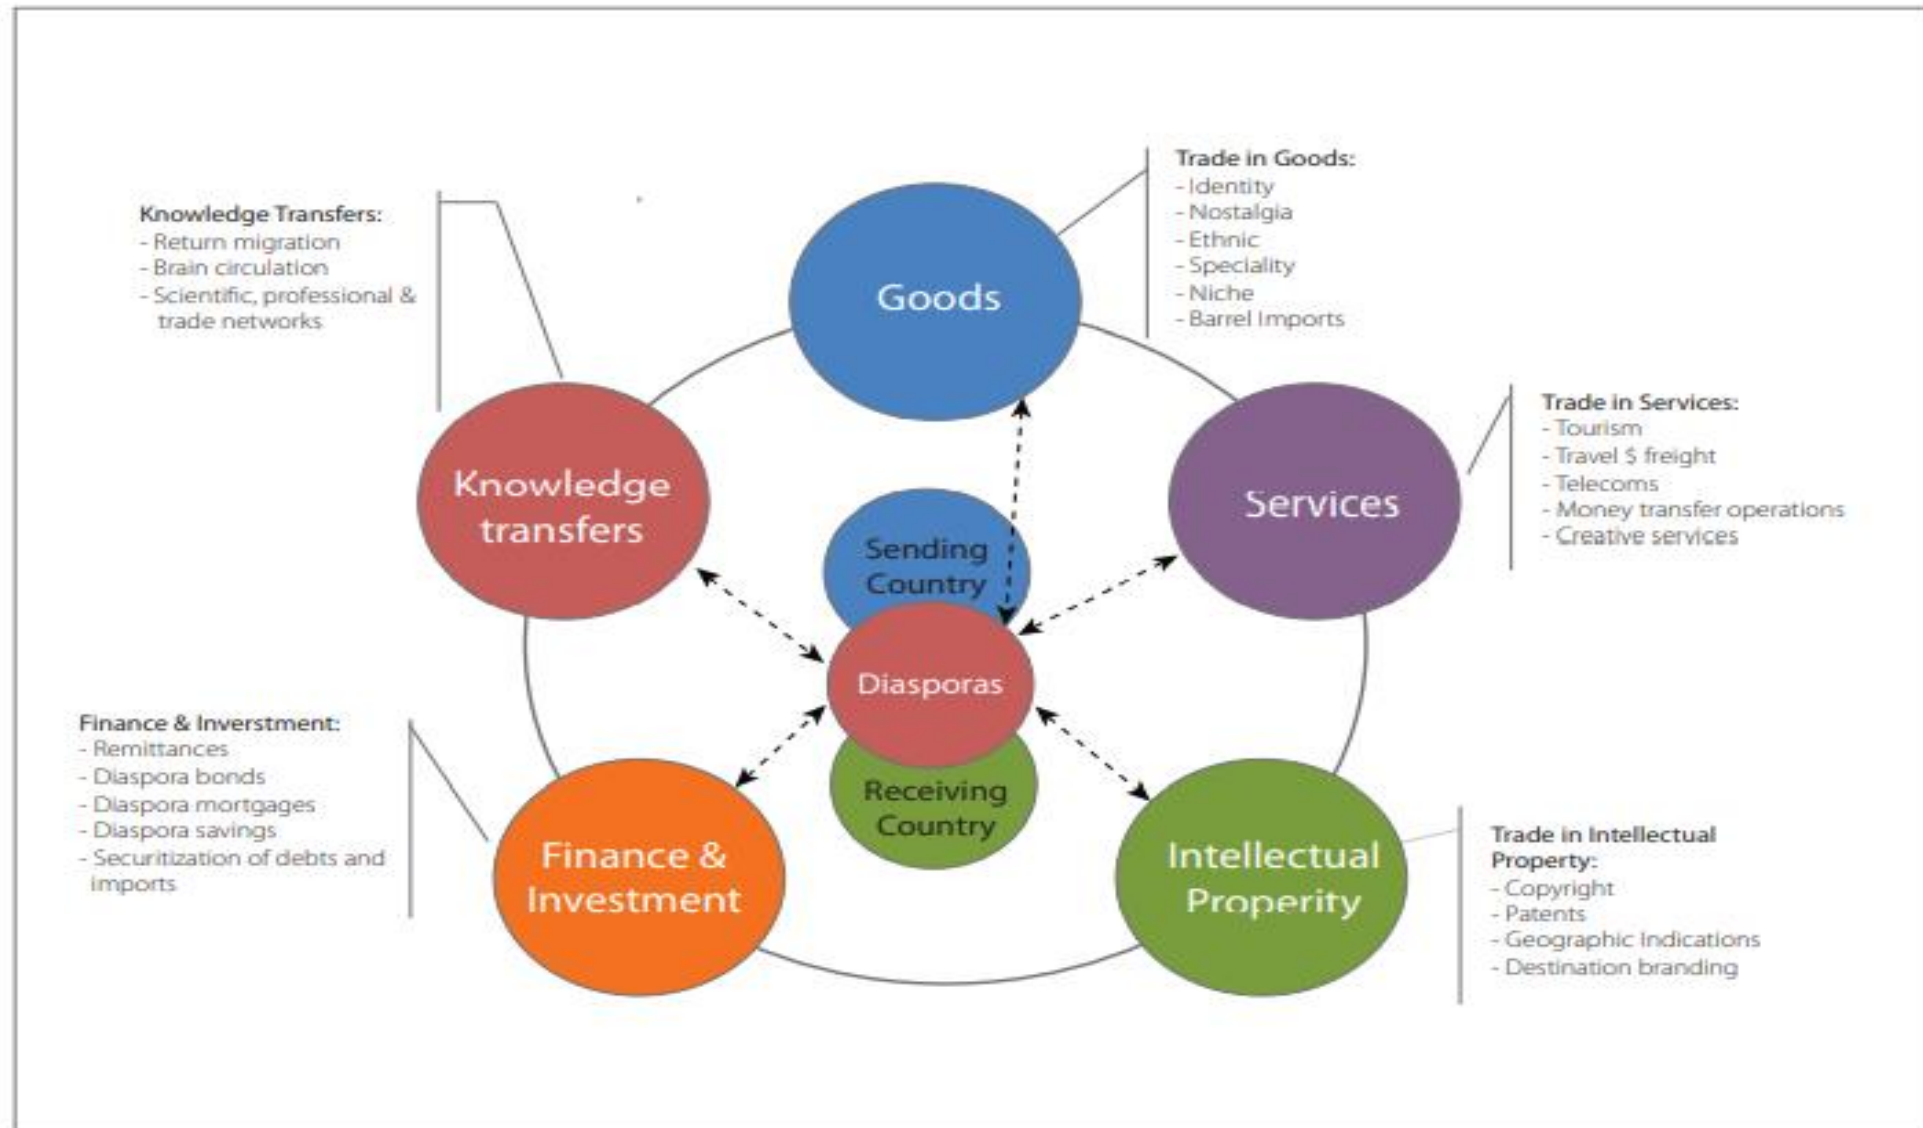 Knowledge Transfers:
- Return migration
- Brain circulation
- Scientific, professional &
trade networks
Goods
Trade in Goods:
- Identity
- Nostalgia
- Ethnic
- Speciality
- Niche
- Barrel Imports
Knowledge
transfers
Services
Trade in Services:
- Tourism
- Travel $ freight
- Telecoms
- Money transfer operations
- Creative services
Sending
Country
Diasporas
Receiving
Country
Finance & Inverstment:
- Remittances
- Diaspora bonds
- Diaspora mortgages
- Diaspora savings
- Securitization of debts and
imports
Finance &
Investment
Intellectual
Properity
Trade in Intellectual
Property:
- Copyright
- Patents
- Geographic Indications
- Destination branding